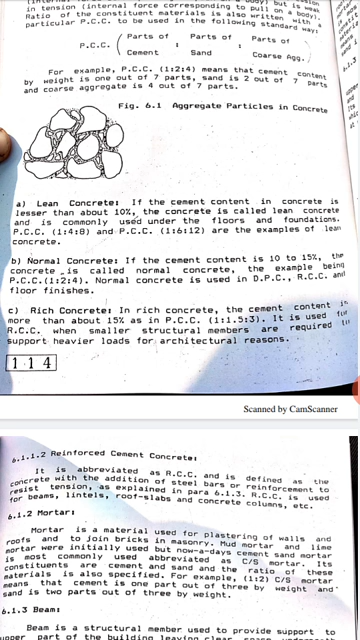 in tension (internal force corresponding to pull on a body).
Ratio of the constituent materials is also written with a
particular P.C.C. to be used in the following standard way:
P.C.C. ( Parts of : Parts of : Parts of
Cement Sand Coarse Agg.)
For example, P.C.C. (1:2:4) means that cement content
by weight is one out of 7 parts, sand is 2 out of 7 parts
and coarse aggregate is 4 out of 7 parts.
Fig. 6.1 Aggregate Particles in Concrete
a) Lean Concrete: If the cement content in concrete is
lesser than about 10%, the concrete is called lean concrete
and is commonly used under the floors and foundations.
P.C.C. (1:4:8) and P.C.C. (1:6:12) are the examples of lean
concrete.
b) Normal Concrete: If the cement content is 10 to 15%, the
concrete is called normal concrete, the example being
P.C.C.(1:2:4). Normal concrete is used in D.P.C., R.C.C. and
floor finishes.
c) Rich Concrete: In rich concrete, the cement content is
more than about 15% as in P.C.C. (1:1.5:3). It is used for
R.C.C. when smaller structural members are required to
support heavier loads for architectural reasons.
114
Scanned by CamScanner
6.1.1.2 Reinforced Cement Concrete:
It is abbreviated as R.C.C. and is defined as the
concrete with the addition of steel bars or reinforcement to
resist tension, as explained in para 6.1.3. R.C.C. is used
for beams, lintels, roof-slabs and concrete columns, etc.
6.1.2 Mortar:
Mortar is a material used for plastering of walls and
roofs and to join bricks in masonry. Mud mortar and lime
mortar were initially used but now-a-days cement sand mortar
is most commonly used abbreviated as C/S mortar. Its
constituents are cement and sand and the ratio of these
materials is also specified. For example, (1:2) C/S mortar
means that cement is one part out of three by weight and
sand is two parts out of three by weight.
6.1.3 Beam:
Beam is a structural member used to provide support to
upper part of the building leaving clear space underneath